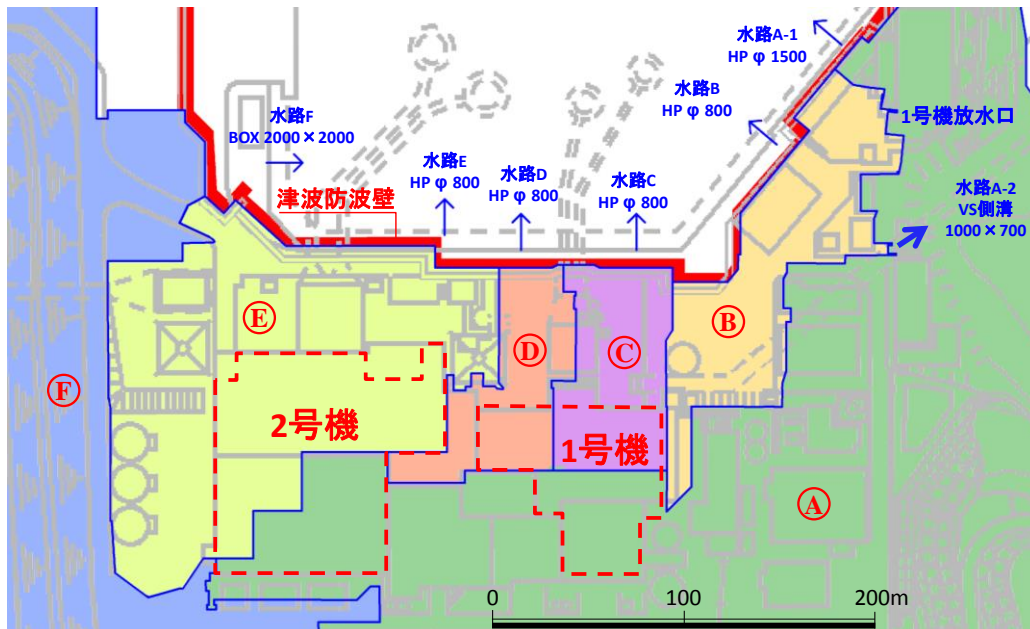 水路A-1
HP φ 1500
水路B
HP φ 800
1号機放水口
水路F
BOX 2000×2000
水路E
HP φ 800
水路D
HP φ 800
水路C
HP φ 800
水路A-2
VS側溝
1000×700
津波防波壁
Ⓔ
Ⓑ
Ⓓ
Ⓒ
Ⓕ
2号機
1号機
Ⓐ
0
100
200m